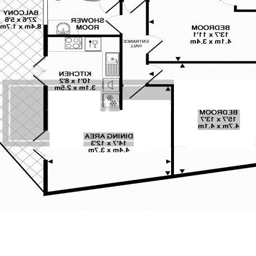 BALCONY
27'6 5'6
8.4m 1.7m
SHOWER
ROOM
BEDROOM
13'7 11'1
4.1m 3.4m
ENTRANCE
HALL
KITCHEN
10'1 8'2
3.1m 2.5m
BEDROOM
15'7 13'7
4.7m 4.1m
DINING AREA
14'7 12'3
4.4m 3.7m